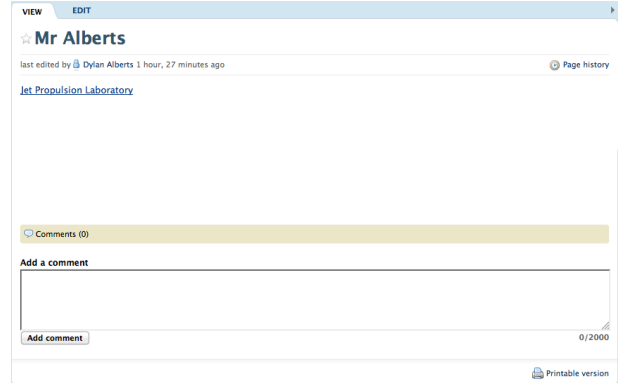 VIEW EDIT
Mr Alberts
last edited by Dylan Alberts 1 hour, 27 minutes ago Page history
Jet Propulsion Laboratory
Comments (0)
Add a comment
Add comment 0/2000
Printable version